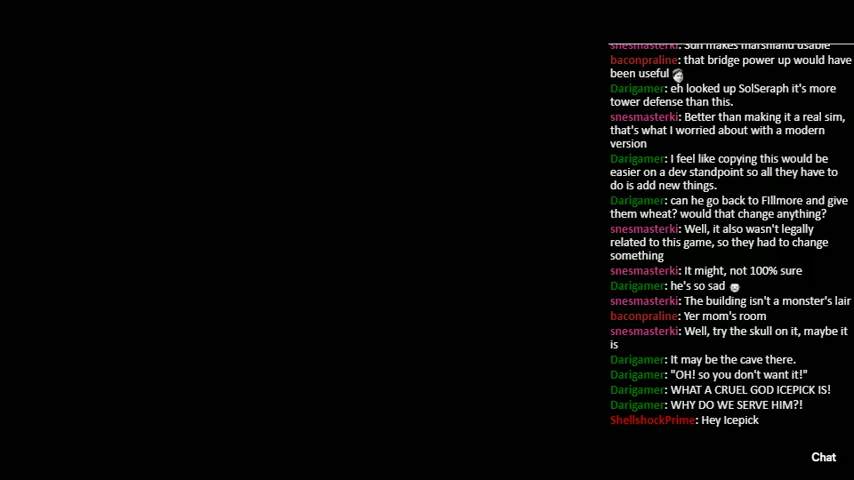 snesmasterki: Sun makes marshland usable
baconpraline: that bridge power up would have
been useful
Darigamer: eh looked up SolSeraph it's more
tower defense than this.
snesmasterki: Better than making it a real sim,
that's what I worried about with a modern
version
Darigamer: I feel like copying this would be
easier on a dev standpoint so all they have to
do is add new things.
Darigamer: can he go back to FIllmore and give
them wheat? would that change anything?
snesmasterki: Well, it also wasn't legally
related to this game, so they had to change
something
snesmasterki: It might, not 100% sure
Darigamer: he's so sad
snesmasterki: The building isn't a monster's lair
baconpraline: Yer mom's room
snesmasterki: Well, try the skull on it, maybe it
is
Darigamer: It may be the cave there.
Darigamer: "OH! so you don't want it!"
Darigamer: WHAT A CRUEL GOD ICEPICK IS!
Darigamer: WHY DO WE SERVE HIM?!
ShellshockPrime: Hey Icepick
Chat